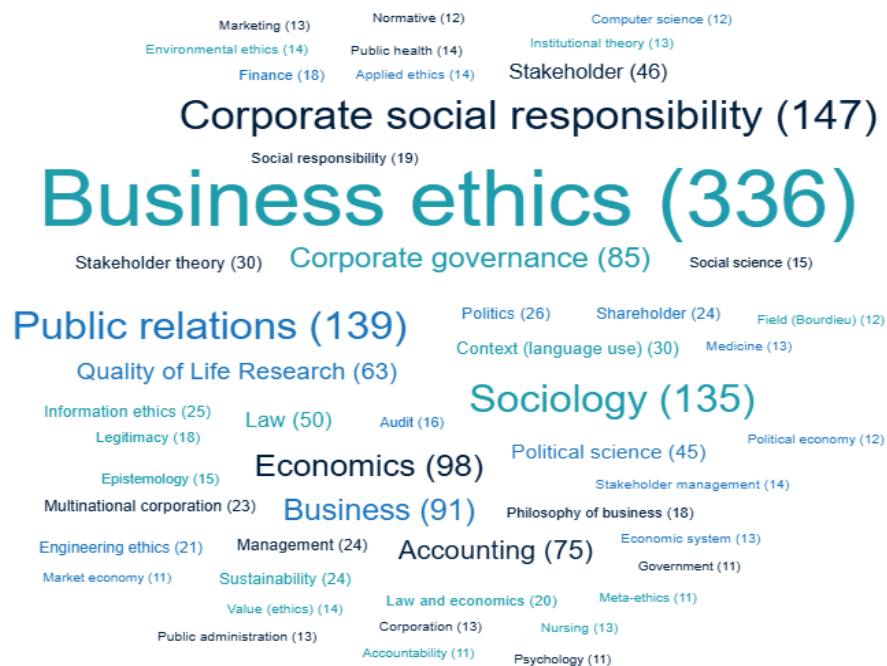 Marketing (13) Normative (12) Computer science (12)
Environmental ethics (14) Public health (14) Institutional theory (13)
Finance (18) Applied ethics (14) Stakeholder (46)
Corporate social responsibility (147)
Social responsibility (19)
Business ethics (336)
Stakeholder theory (30) Corporate governance (85) Social science (15)
Public relations (139) Politics (26) Shareholder (24) Field (Bourdieu) (12)
Context (language use) (30) Medicine (13)
Quality of Life Research (63)
Sociology (135)
Information ethics (25) Law (50) Audit (16)
Legitimacy (18) Political economy (12)
Economics (98) Political science (45)
Epistemology (15) Stakeholder management (14)
Multinational corporation (23) Business (91) Philosophy of business (18)
Engineering ethics (21) Management (24) Accounting (75) Economic system (13)
Government (11)
Market economy (11) Sustainability (24)
Value (ethics) (14) Law and economics (20) Meta-ethics (11)
Public administration (13) Corporation (13) Nursing (13)
Accountability (11) Psychology (11)